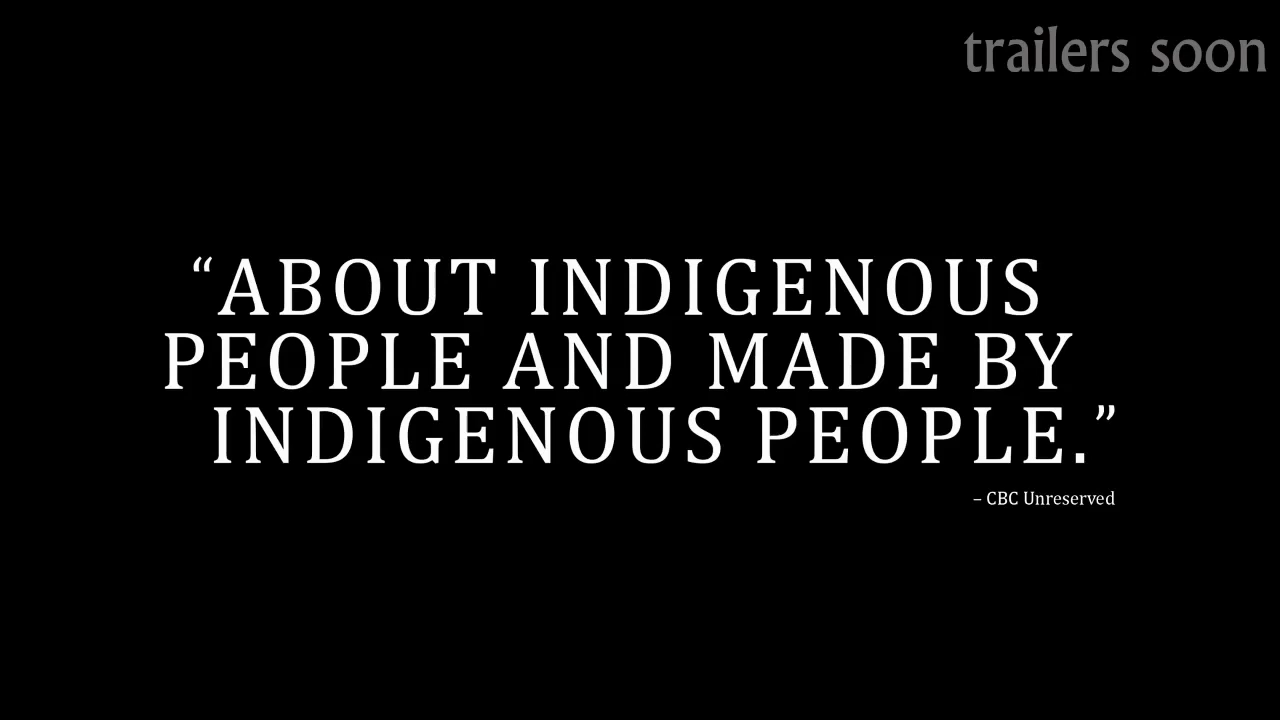 trailers soon
“ABOUT INDIGENOUS
PEOPLE AND MADE BY
INDIGENOUS PEOPLE.”
– CBC Unreserved